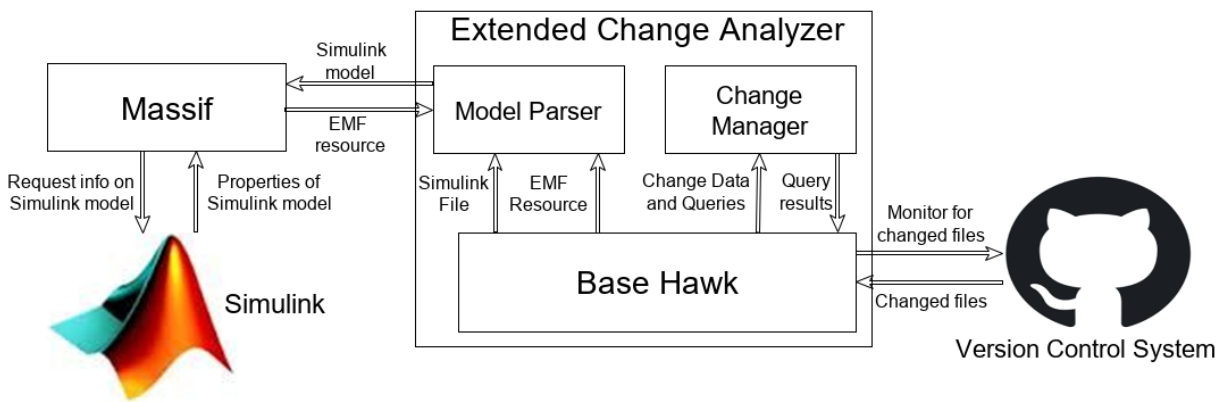 Extended Change Analyzer
Simulink
model
Massif
Model Parser
Change
Manager
EMF
resource
Request info on
Simulink model
Properties of
Simulink model
Simulink
File
EMF
Resource
Change Data
and Queries
Query
results
Monitor for
changed files
Base Hawk
Changed files
Simulink
Version Control System